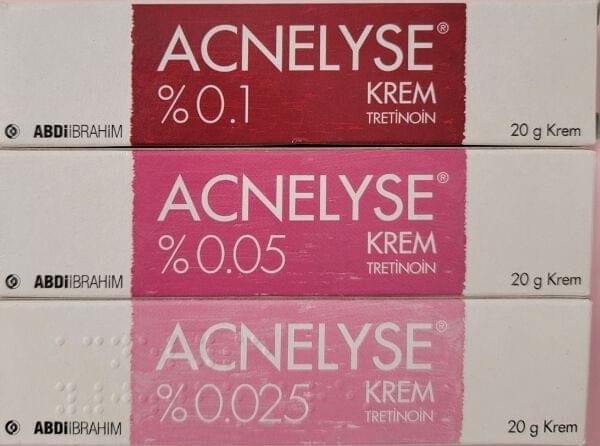 ACNELYSE®
%0.1 KREM
TRETINOIN
ABDİİBRAHİM 20 g Krem
ACNELYSE®
%0.05 KREM
TRETINOIN
ABDİİBRAHİM 20 g Krem
ACNELYSE®
%0.025 KREM
TRETINOIN
ABDİİBRAHİM 20 g Krem